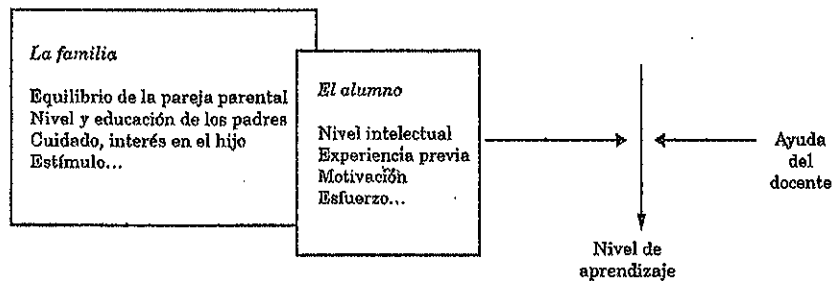 La familia
Equilibrio de la pareja parental
Nivel y educación de los padres
Cuidado, interés en el hijo
Estímulo...
El alumno
Nivel intelectual
Experiencia previa
Motivación
Esfuerzo...
Ayuda
del
docente
Nivel de
aprendizaje